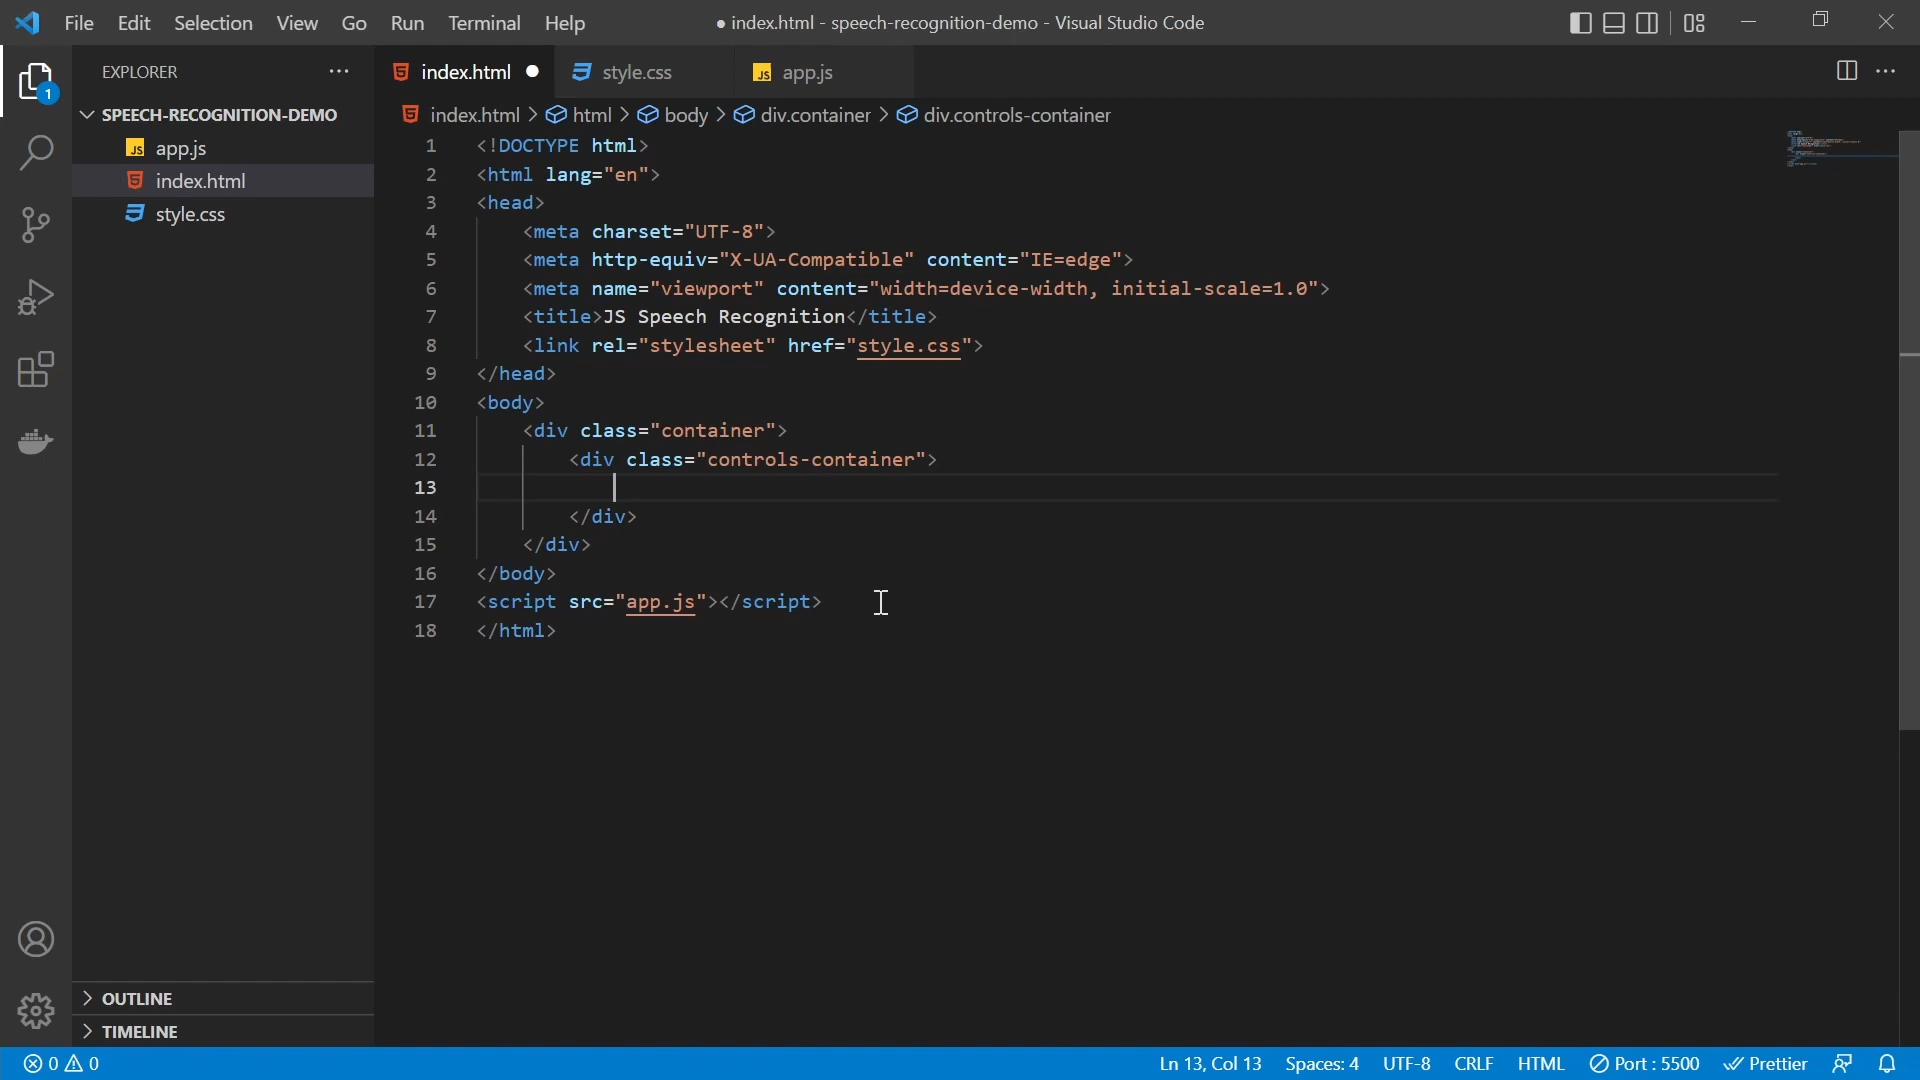 File Edit Selection View Go Run Terminal Help
● index.html - speech-recognition-demo - Visual Studio Code
EXPLORER
1
SPEECH-RECOGNITION-DEMO
JS app.js
index.html
style.css
OUTLINE
TIMELINE
index.html ● style.css JS app.js
index.html > html > body > div.container > div.controls-container
1 <!DOCTYPE html>
2 <html lang="en">
3 <head>
4 <meta charset="UTF-8">
5 <meta http-equiv="X-UA-Compatible" content="IE=edge">
6 <meta name="viewport" content="width=device-width, initial-scale=1.0">
7 <title>JS Speech Recognition</title>
8 <link rel="stylesheet" href="style.css">
9 </head>
10 <body>
11 <div class="container">
12 <div class="controls-container">
13
14 </div>
15 </div>
16 </body>
17 <script src="app.js"></script>
18 </html>
0 0 Ln 13, Col 13 Spaces: 4 UTF-8 CRLF HTML Port : 5500 Prettier